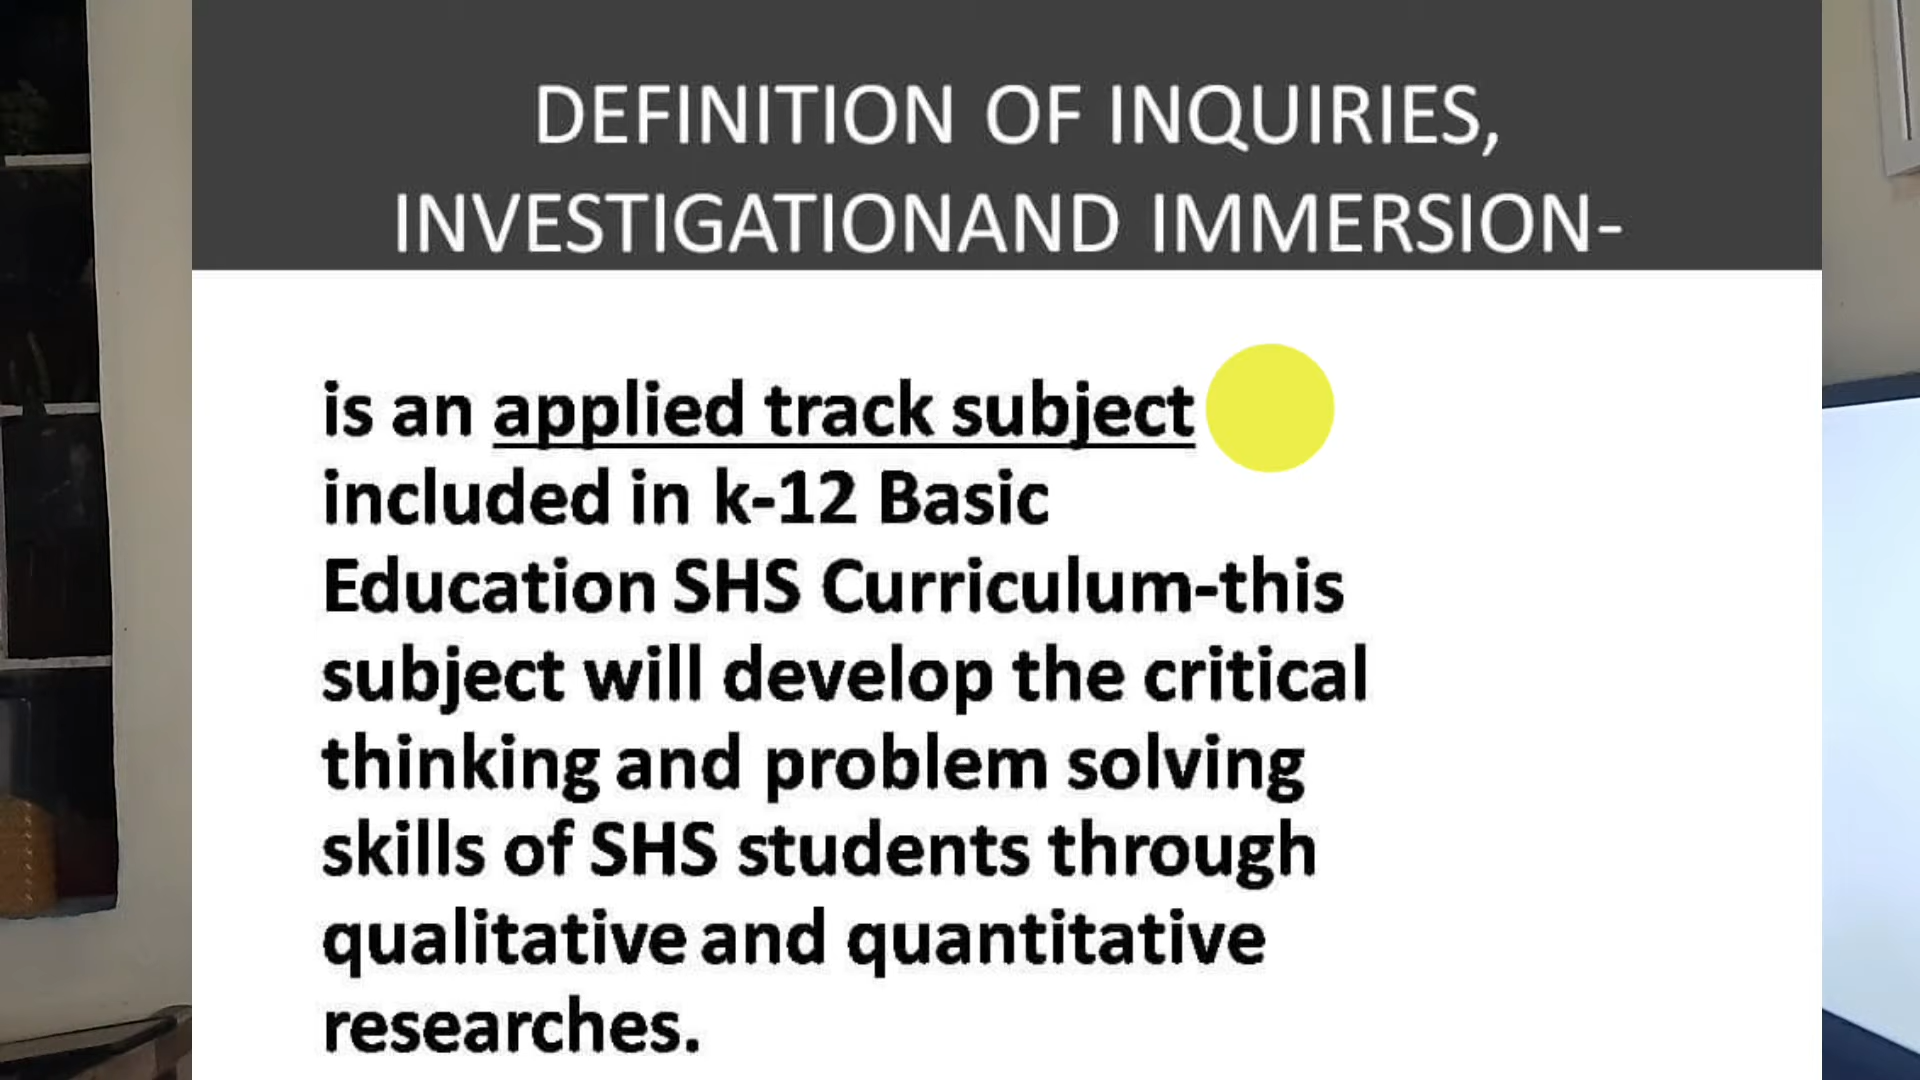 DEFINITION OF INQUIRIES,
INVESTIGATIONAND IMMERSION-
is an applied track subject
included in k-12 Basic
Education SHS Curriculum-this
subject will develop the critical
thinking and problem solving
skills of SHS students through
qualitative and quantitative
researches.